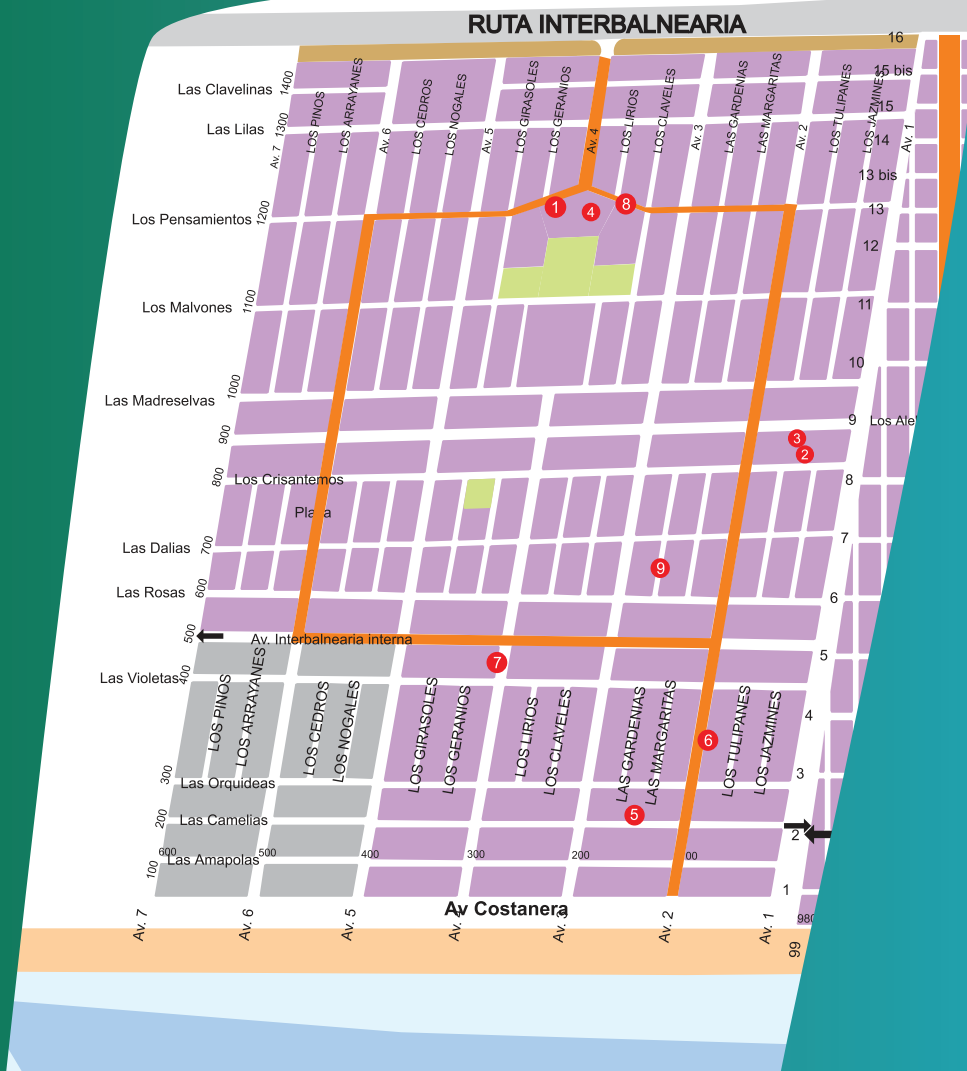 RUTA INTERBALNEARIA
16
Las Clavelinas
1400
LOS PINOS
LOS ARRAYANES
LOS CEDROS
LOS NOGALES
LOS GIRASOLES
LOS GERANIOS
LOS LIRIOS
LOS CLAVELES
LAS GARDENIAS
LAS MARGARITAS
LOS TULIPANES
LOS JAZMINES
15 bis
15
Las Lilas
1300
Av. 7
Av. 6
Av. 5
Av. 4
Av. 3
Av. 2
Av. 1
14
13 bis
Los Pensamientos
1200
1
4
8
13
12
Los Malvones
1100
11
10
Las Madreselvas
1000
900
9
3
2
800
Los Crisantemos
8
Las Dalias
700
7
Las Rosas
600
9
6
500
Av. Interbalnearia interna
5
Las Violetas
400
7
LOS PINOS
LOS ARRAYANES
LOS CEDROS
LOS NOGALES
LOS GIRASOLES
LOS GERANIOS
LOS LIRIOS
LOS CLAVELES
LAS GARDENIAS
LAS MARGARITAS
LOS TULIPANES
LOS JAZMINES
4
6
300
Las Orquideas
3
200
Las Camelias
5
2
100
600
Las Amapolas
500
400
300
200
00
1
Av Costanera
980
Av. 7
Av. 6
Av. 5
Av. 4
Av. 3
Av. 2
Av. 1
99